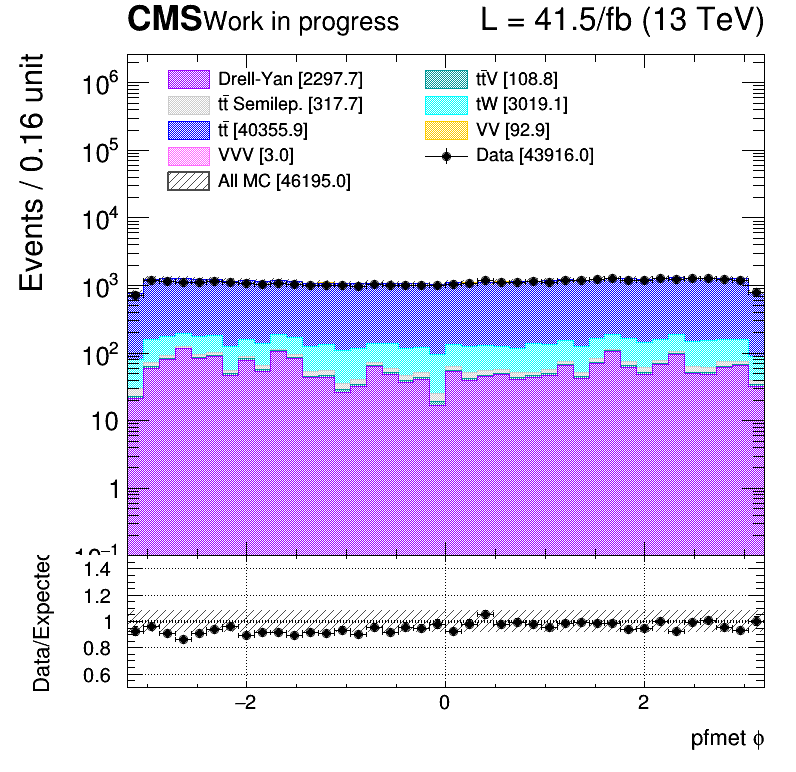 CMS Work in progress L = 41.5/fb (13 TeV)
Events / 0.16 unit
Drell-Yan [2297.7]
tt̄ Semilep. [317.7]
tt̄ [40355.9]
VVV [3.0]
All MC [46195.0]
tt̄V [108.8]
tW [3019.1]
VV [92.9]
Data [43916.0]
10⁶
10⁵
10⁴
10³
10²
10
1
10⁻¹
Data/Expected
1.4
1.2
1
0.8
0.6
−2 0 2
pfmet ϕ